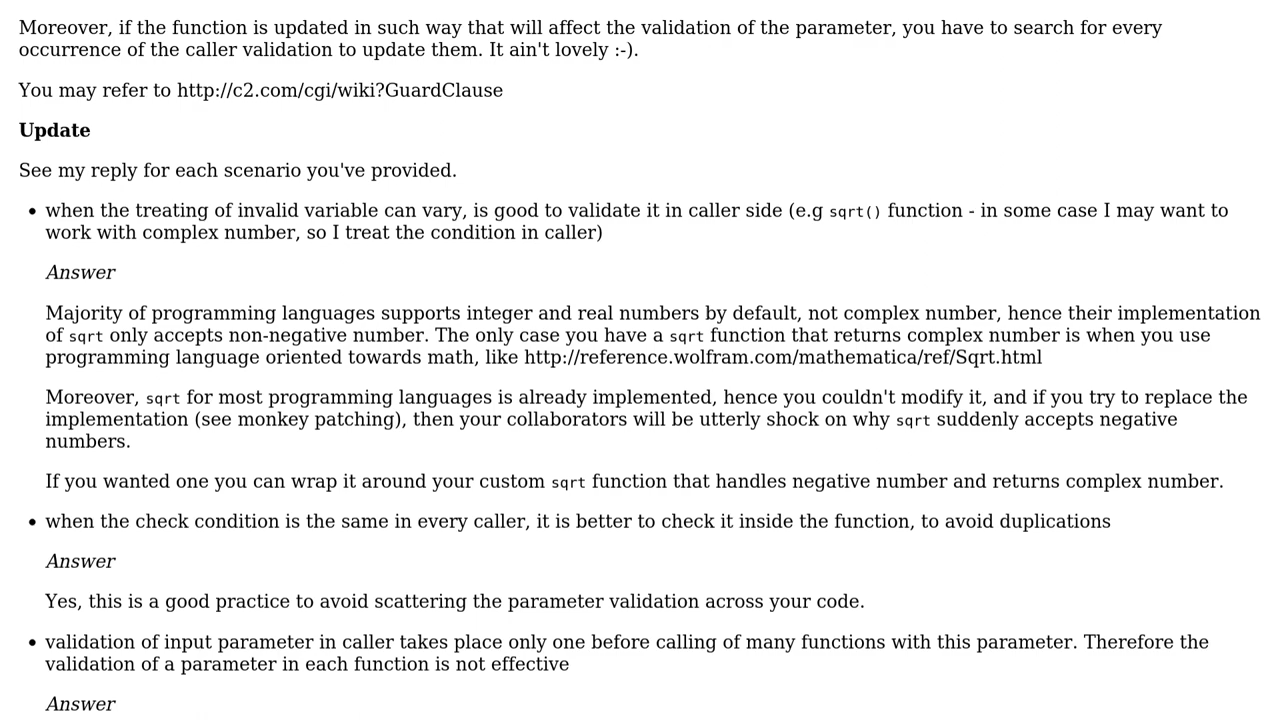 Moreover, if the function is updated in such way that will affect the validation of the parameter, you have to search for every
occurrence of the caller validation to update them. It ain't lovely :-).
You may refer to http://c2.com/cgi/wiki?GuardClause
Update
See my reply for each scenario you've provided.
• when the treating of invalid variable can vary, is good to validate it in caller side (e.g sqrt() function - in some case I may want to
work with complex number, so I treat the condition in caller)
Answer
Majority of programming languages supports integer and real numbers by default, not complex number, hence their implementation
of sqrt only accepts non-negative number. The only case you have a sqrt function that returns complex number is when you use
programming language oriented towards math, like http://reference.wolfram.com/mathematica/ref/Sqrt.html
Moreover, sqrt for most programming languages is already implemented, hence you couldn't modify it, and if you try to replace the
implementation (see monkey patching), then your collaborators will be utterly shock on why sqrt suddenly accepts negative
numbers.
If you wanted one you can wrap it around your custom sqrt function that handles negative number and returns complex number.
• when the check condition is the same in every caller, it is better to check it inside the function, to avoid duplications
Answer
Yes, this is a good practice to avoid scattering the parameter validation across your code.
• validation of input parameter in caller takes place only one before calling of many functions with this parameter. Therefore the
validation of a parameter in each function is not effective
Answer